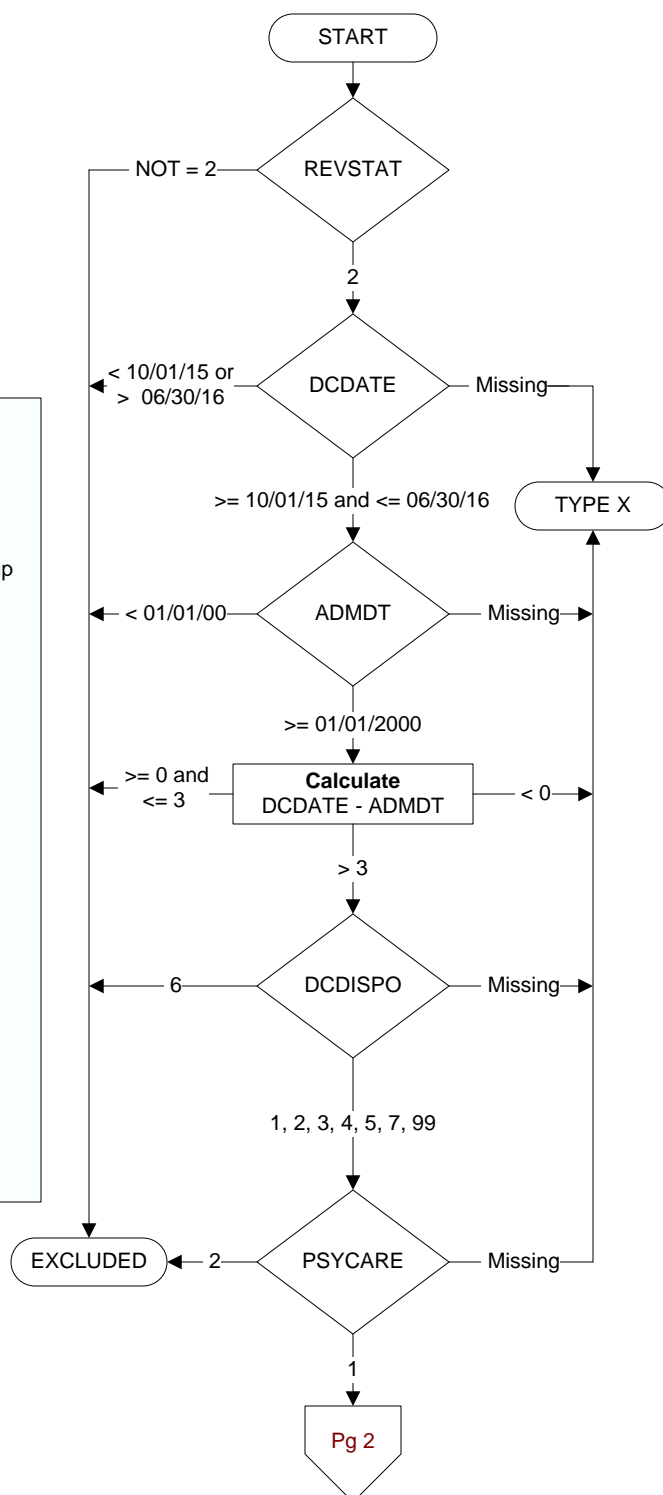 START
NOT = 2
REVSTAT
2
< 10/01/15 or
> 06/30/16
DCDATE
Missing
>= 10/01/15 and <= 06/30/16
TYPE X
< 01/01/00
ADMDT
Missing
>= 01/01/2000
>= 0 and
<= 3
Calculate
DCDATE - ADMDT
< 0
> 3
6
DCDISPO
Missing
1, 2, 3, 4, 5, 7, 99
EXCLUDED
2
PSYCARE
Missing
1
Pg 2